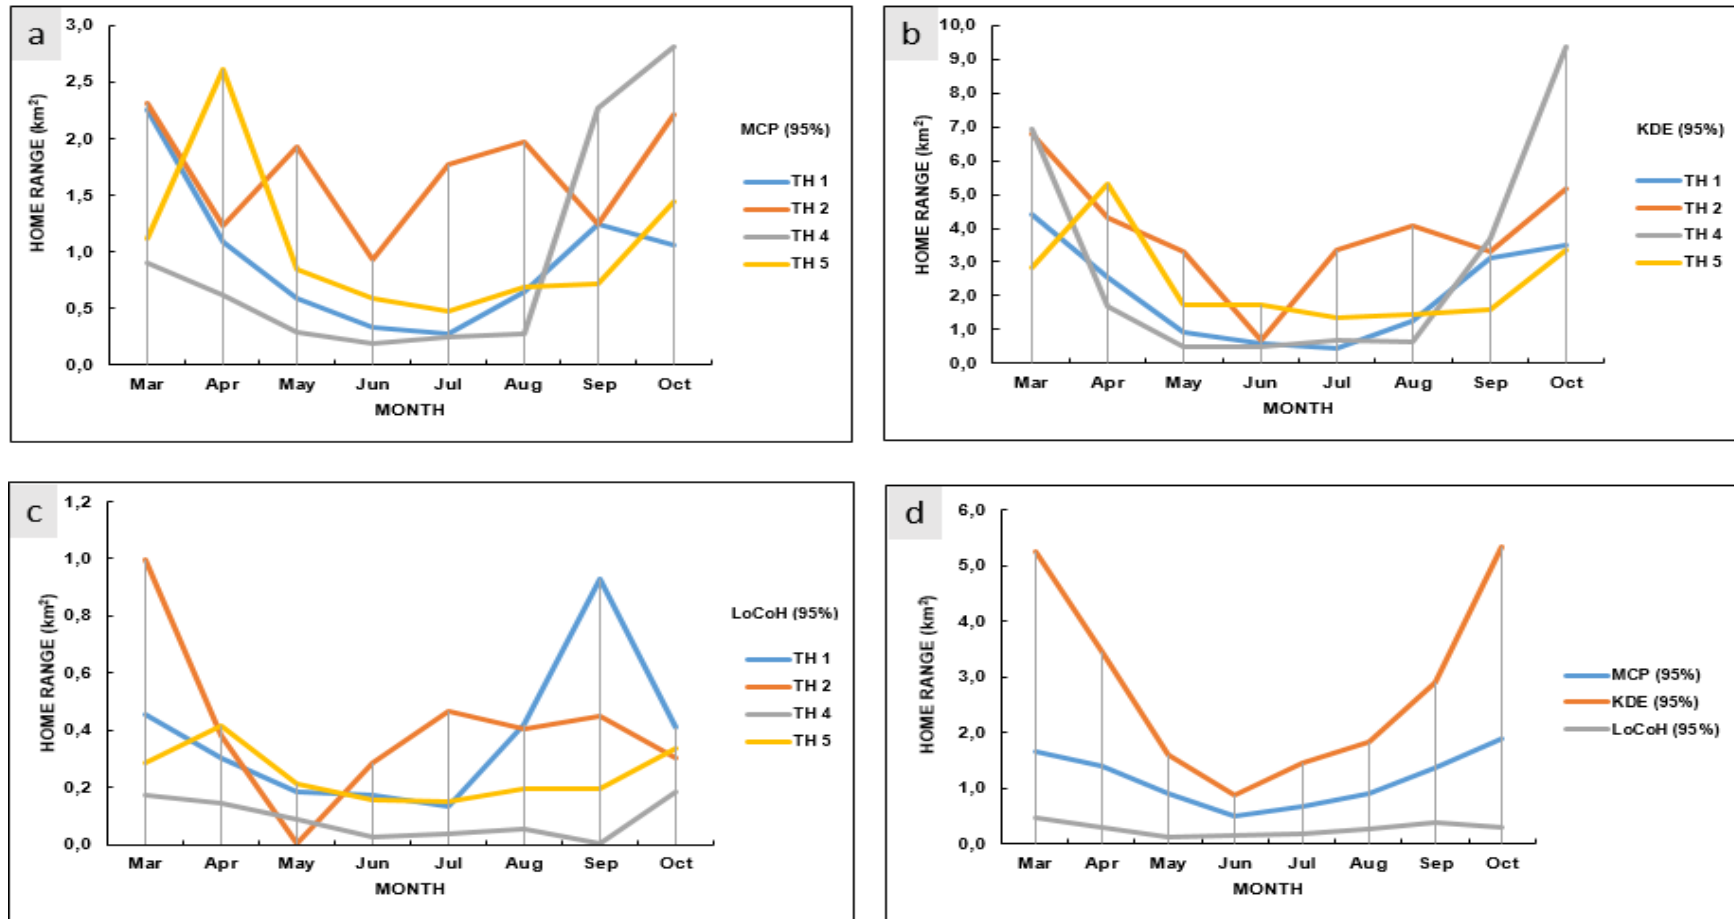 a
3,0
2,5
2,0
1,5
1,0
0,5
0,0
HOME RANGE (km²)
Mar Apr May Jun Jul Aug Sep Oct
MONTH
MCP (95%)
TH 1
TH 2
TH 4
TH 5
b
10,0
9,0
8,0
7,0
6,0
5,0
4,0
3,0
2,0
1,0
0,0
HOME RANGE (km²)
Mar Apr May Jun Jul Aug Sep Oct
MONTH
KDE (95%)
TH 1
TH 2
TH 4
TH 5
c
1,2
1,0
0,8
0,6
0,4
0,2
0,0
HOME RANGE (km²)
Mar Apr May Jun Jul Aug Sep Oct
MONTH
LoCoH (95%)
TH 1
TH 2
TH 4
TH 5
d
6,0
5,0
4,0
3,0
2,0
1,0
0,0
HOME RANGE (km²)
Mar Apr May Jun Jul Aug Sep Oct
MONTH
MCP (95%)
KDE (95%)
LoCoH (95%)